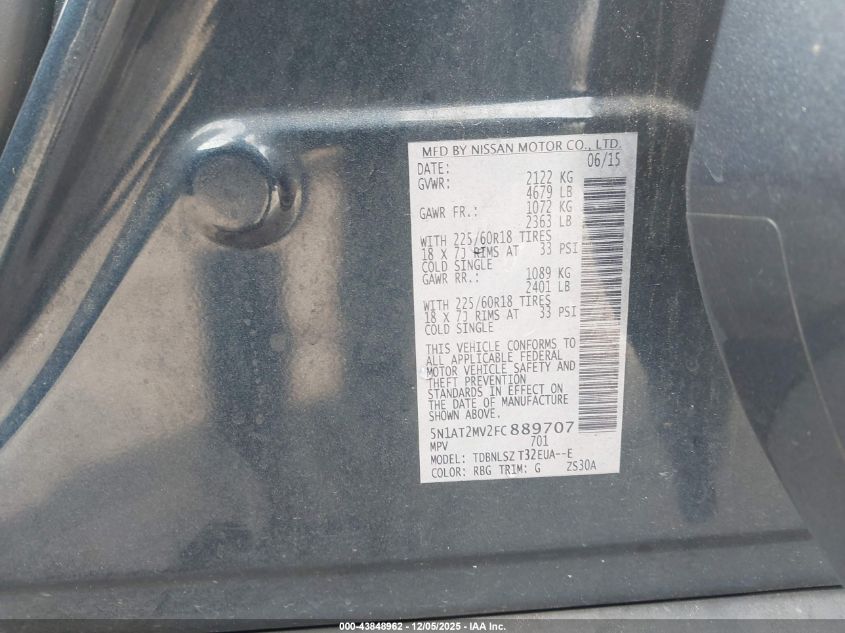 MFD BY NISSAN MOTOR CO., LTD.
DATE: 06/15
GVWR: 2122 KG
4679 LB
GAWR FR.: 1072 KG
2363 LB
WITH 225/60R18 TIRES
18 X 7J RIMS AT 33 PSI
COLD SINGLE
GAWR RR.: 1089 KG
2401 LB
WITH 225/60R18 TIRES
18 X 7J RIMS AT 33 PSI
COLD SINGLE
THIS VEHICLE CONFORMS TO
ALL APPLICABLE FEDERAL
MOTOR VEHICLE SAFETY AND
THEFT PREVENTION
STANDARDS IN EFFECT ON
THE DATE OF MANUFACTURE
SHOWN ABOVE.
5N1AT2MV2FC889707
MPV 701
MODEL: TDBNLSZ T32EUA--E
COLOR: RBG TRIM: G ZS30A
000-43848962 - 12/05/2025 - IAA Inc.